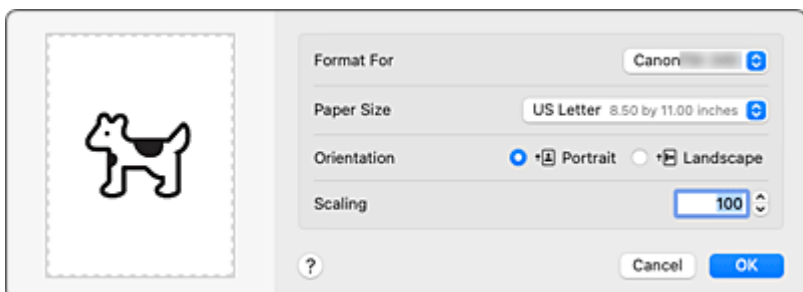 Format For Canon
Paper Size US Letter 8.50 by 11.00 inches
Orientation Portrait Landscape
Scaling 100
? Cancel OK